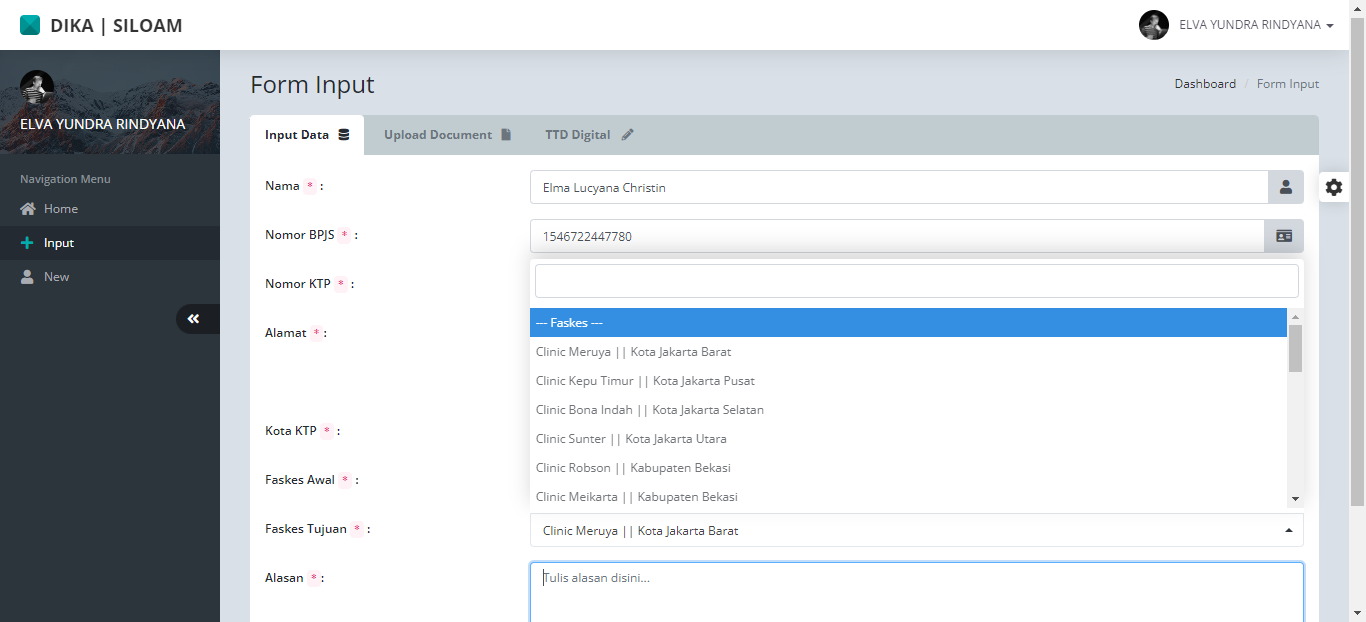 DIKA | SILOAM
ELVA YUNDRA RINDYANA
ELVA YUNDRA RINDYANA
Navigation Menu
Home
Input
New
Form Input
Dashboard / Form Input
Input Data
Upload Document
TTD Digital
Nama * :
Elma Lucyana Christin
Nomor BPJS * :
1546722447780
Nomor KTP * :
Alamat * :
Kota KTP * :
Faskes Awal * :
--- Faskes ---
Clinic Meruya || Kota Jakarta Barat
Clinic Kepu Timur || Kota Jakarta Pusat
Clinic Bona Indah || Kota Jakarta Selatan
Clinic Sunter || Kota Jakarta Utara
Clinic Robson || Kabupaten Bekasi
Clinic Meikarta || Kabupaten Bekasi
Faskes Tujuan * :
Clinic Meruya || Kota Jakarta Barat
Alasan * :
Tulis alasan disini...